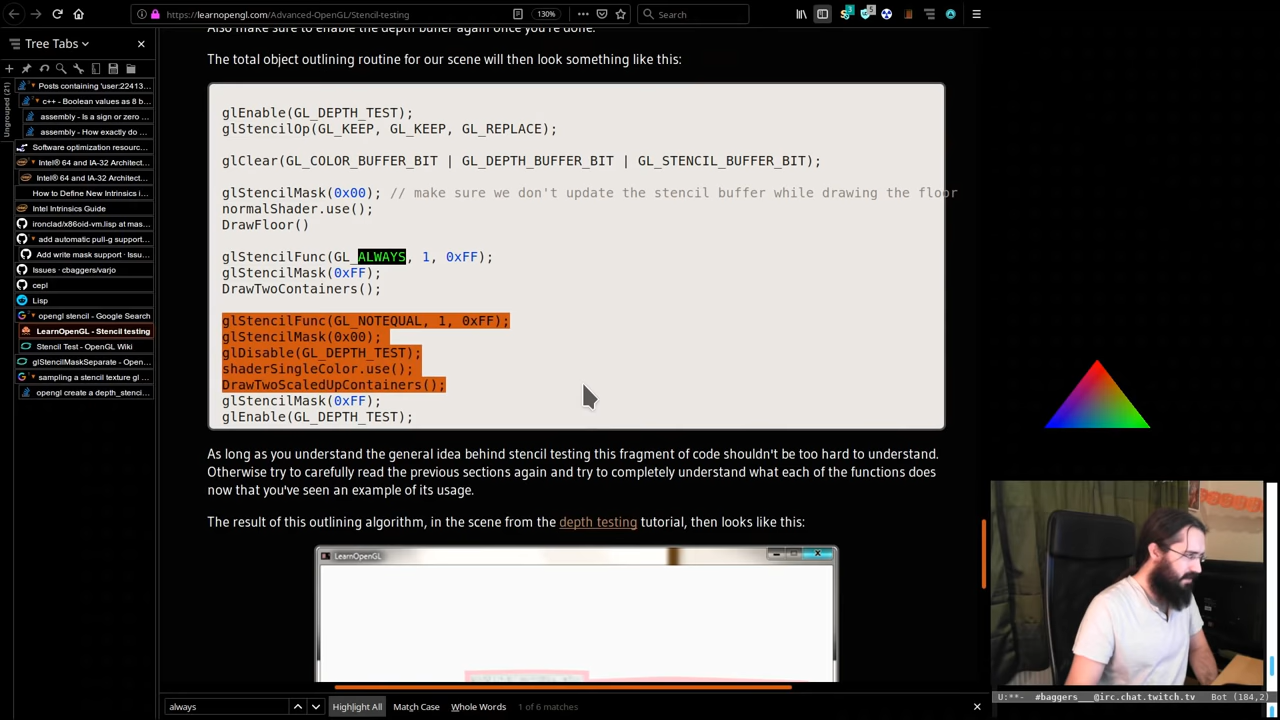 https://learnopengl.com/Advanced-OpenGL/Stencil-testing
130%
Search
Tree Tabs
Ungrouped (21)
Posts containing 'user:22413...
c++ - Boolean values as 8 b...
assembly - Is a sign or zero ...
assembly - How exactly do ...
Software optimization resourc...
Intel® 64 and IA-32 Architect...
Intel® 64 and IA-32 Architect...
How to Define New Intrinsics i...
Intel Intrinsics Guide
ironclad/x86oid-vm.lisp at mas...
add automatic pull-g support...
Add write mask support · Issu...
Issues · cbaggers/varjo
cepl
Lisp
opengl stencil - Google Search
LearnOpenGL - Stencil testing
Stencil Test - OpenGL Wiki
glStencilMaskSeparate - Open...
sampling a stencil texture gl ...
opengl create a depth_stenci...
Also make sure to enable the depth buffer again once you're done.
The total object outlining routine for our scene will then look something like this:
glEnable(GL_DEPTH_TEST);
glStencilOp(GL_KEEP, GL_KEEP, GL_REPLACE);
glClear(GL_COLOR_BUFFER_BIT | GL_DEPTH_BUFFER_BIT | GL_STENCIL_BUFFER_BIT);
glStencilMask(0x00); // make sure we don't update the stencil buffer while drawing the floor
normalShader.use();
DrawFloor()
glStencilFunc(GL_ALWAYS, 1, 0xFF);
glStencilMask(0xFF);
DrawTwoContainers();
glStencilFunc(GL_NOTEQUAL, 1, 0xFF);
glStencilMask(0x00);
glDisable(GL_DEPTH_TEST);
shaderSingleColor.use();
DrawTwoScaledUpContainers();
glStencilMask(0xFF);
glEnable(GL_DEPTH_TEST);
As long as you understand the general idea behind stencil testing this fragment of code shouldn't be too hard to understand.
Otherwise try to carefully read the previous sections again and try to completely understand what each of the functions does
now that you've seen an example of its usage.
The result of this outlining algorithm, in the scene from the depth testing tutorial, then looks like this:
LearnOpenGL
always
Highlight All
Match Case
Whole Words
1 of 6 matches
U:**- #baggers___@irc.chat.twitch.tv Bot (184,2)